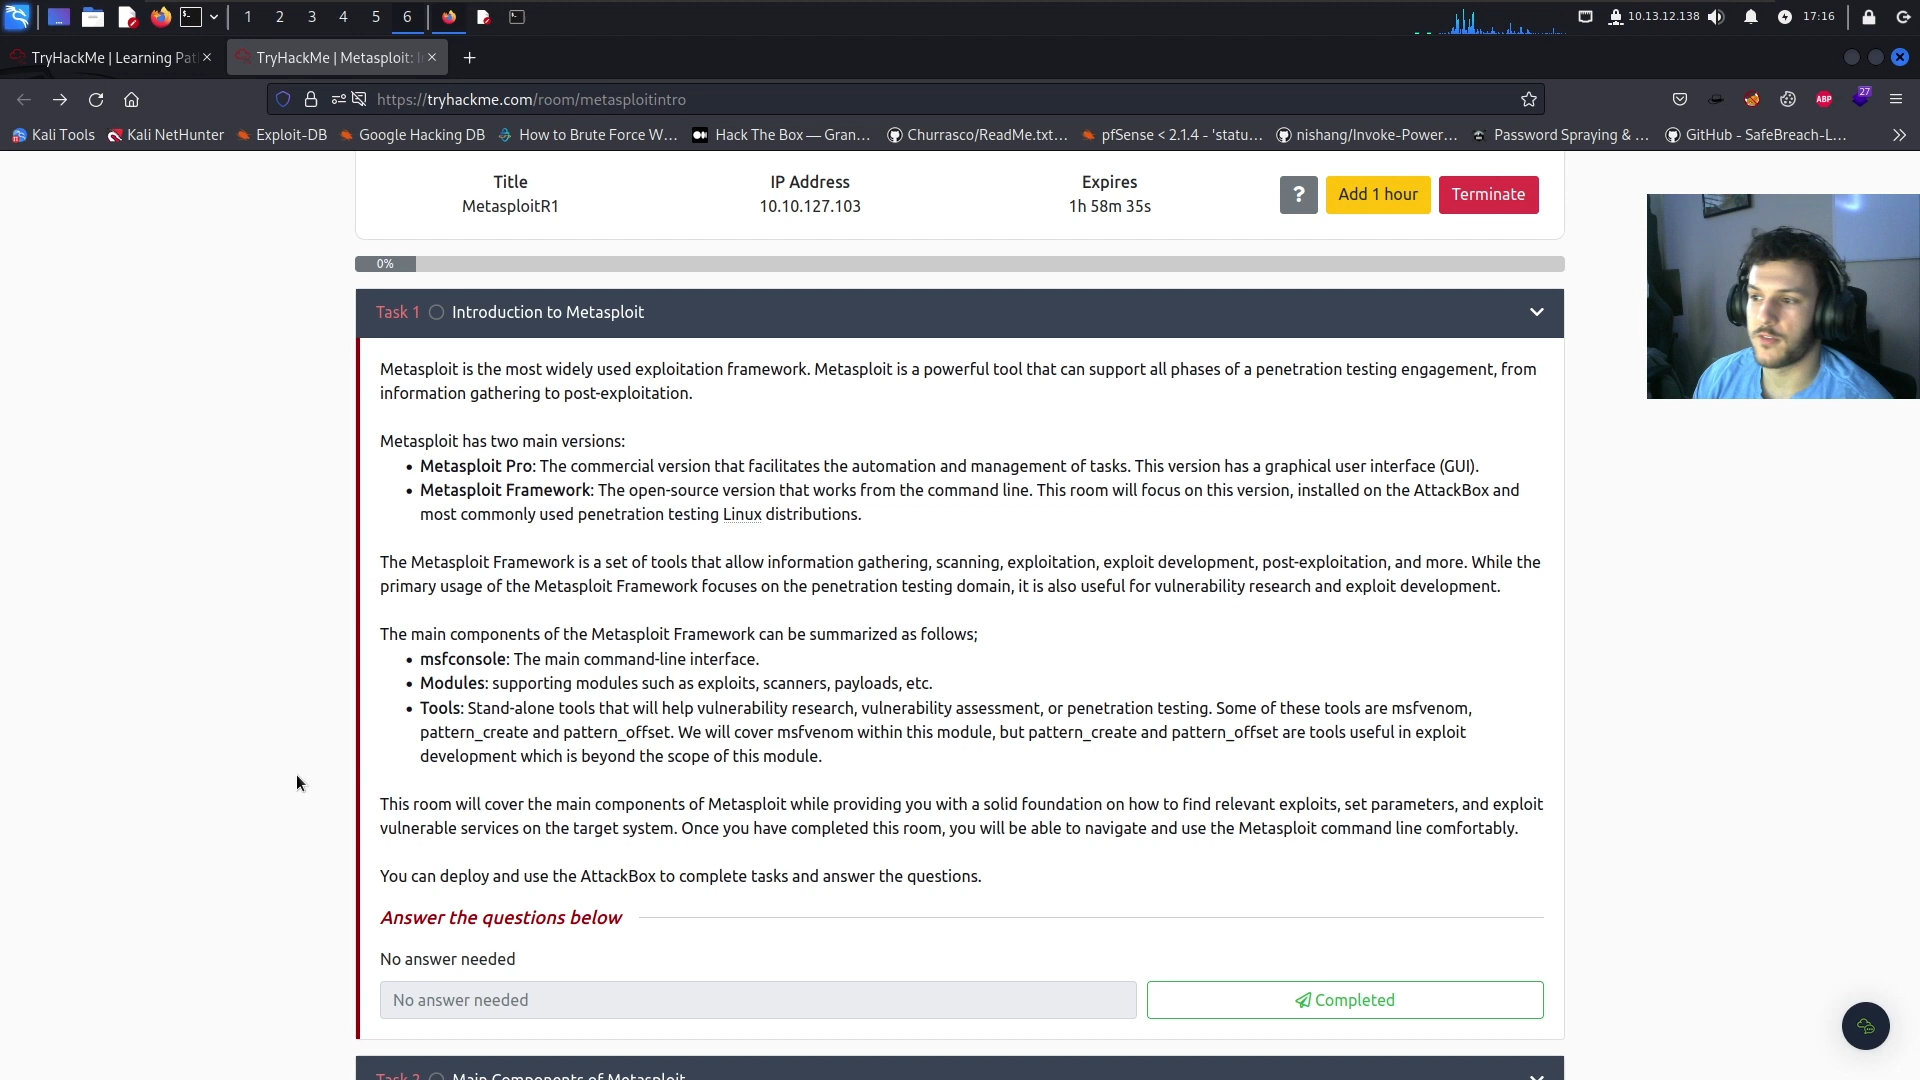 1 2 3 4 5 6 10.13.12.138 17:16
TryHackMe | Learning Pat
TryHackMe | Metasploit: I
https://tryhackme.com/room/metasploitintro
ABP
27
Kali Tools Kali NetHunter Exploit-DB Google Hacking DB How to Brute Force W... Hack The Box — Gran... Churrasco/ReadMe.txt... pfSense < 2.1.4 - 'statu... nishang/Invoke-Power... Password Spraying & ... GitHub - SafeBreach-L...
Title IP Address Expires
MetasploitR1 10.10.127.103 1h 58m 35s
? Add 1 hour Terminate
0%
Task 1 Introduction to Metasploit
Metasploit is the most widely used exploitation framework. Metasploit is a powerful tool that can support all phases of a penetration testing engagement, from
information gathering to post-exploitation.
Metasploit has two main versions:
• Metasploit Pro: The commercial version that facilitates the automation and management of tasks. This version has a graphical user interface (GUI).
• Metasploit Framework: The open-source version that works from the command line. This room will focus on this version, installed on the AttackBox and
most commonly used penetration testing Linux distributions.
The Metasploit Framework is a set of tools that allow information gathering, scanning, exploitation, exploit development, post-exploitation, and more. While the
primary usage of the Metasploit Framework focuses on the penetration testing domain, it is also useful for vulnerability research and exploit development.
The main components of the Metasploit Framework can be summarized as follows;
• msfconsole: The main command-line interface.
• Modules: supporting modules such as exploits, scanners, payloads, etc.
• Tools: Stand-alone tools that will help vulnerability research, vulnerability assessment, or penetration testing. Some of these tools are msfvenom,
pattern_create and pattern_offset. We will cover msfvenom within this module, but pattern_create and pattern_offset are tools useful in exploit
development which is beyond the scope of this module.
This room will cover the main components of Metasploit while providing you with a solid foundation on how to find relevant exploits, set parameters, and exploit
vulnerable services on the target system. Once you have completed this room, you will be able to navigate and use the Metasploit command line comfortably.
You can deploy and use the AttackBox to complete tasks and answer the questions.
Answer the questions below
No answer needed
No answer needed Completed
Task 2 Main Components of Metasploit